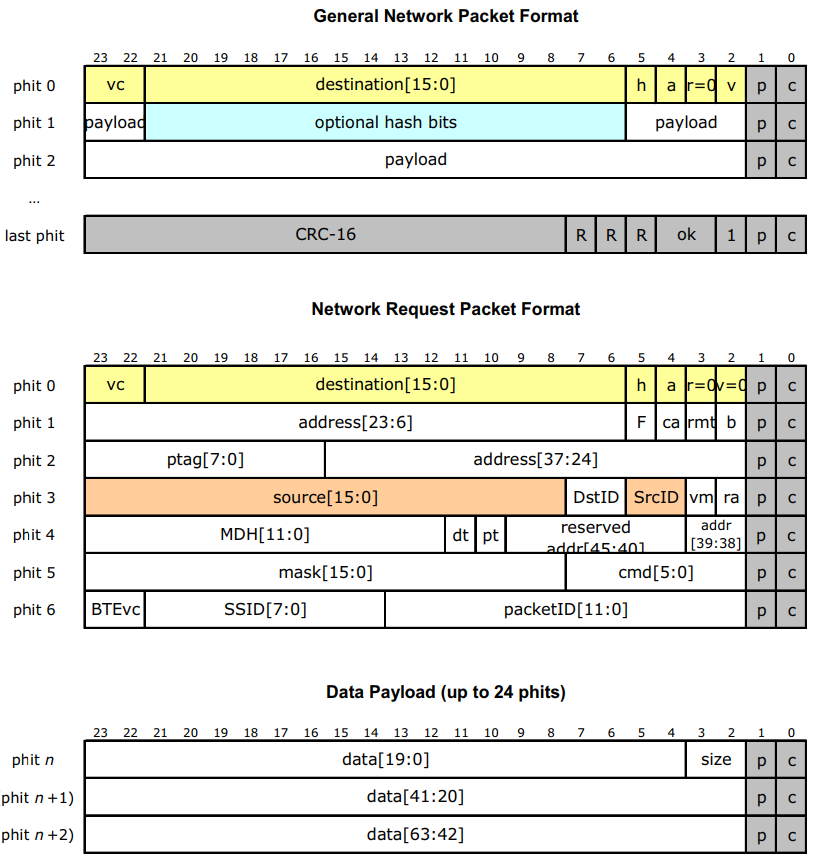 General Network Packet Format
23 22 21 20 19 18 17 16 15 14 13 12 11 10 9 8 7 6 5 4 3 2 1 0
phit 0 vc destination[15:0] h a r=0 v p c
phit 1 payload optional hash bits payload p c
phit 2 payload p c
...
last phit CRC-16 R R R ok 1 p c
Network Request Packet Format
23 22 21 20 19 18 17 16 15 14 13 12 11 10 9 8 7 6 5 4 3 2 1 0
phit 0 vc destination[15:0] h a r=0 v=0 p c
phit 1 address[23:6] F ca rmt b p c
phit 2 ptag[7:0] address[37:24] p c
phit 3 source[15:0] DstID SrcID vm ra p c
phit 4 MDH[11:0] dt pt reserved addr[45:40] addr [39:38] p c
phit 5 mask[15:0] cmd[5:0] p c
phit 6 BTEvc SSID[7:0] packetID[11:0] p c
Data Payload (up to 24 phits)
23 22 21 20 19 18 17 16 15 14 13 12 11 10 9 8 7 6 5 4 3 2 1 0
phit n data[19:0] size p c
phit n+1) data[41:20] p c
phit n+2) data[63:42] p c